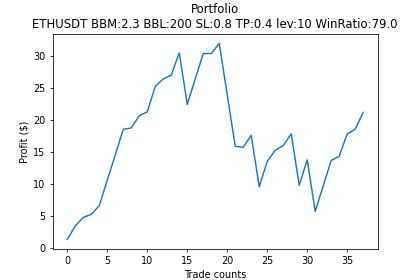 Portfolio
ETHUSDT BBM:2.3 BBL:200 SL:0.8 TP:0.4 lev:10 WinRatio:79.0
30
25
20
15
10
5
0
Profit ($)
0 5 10 15 20 25 30 35
Trade counts